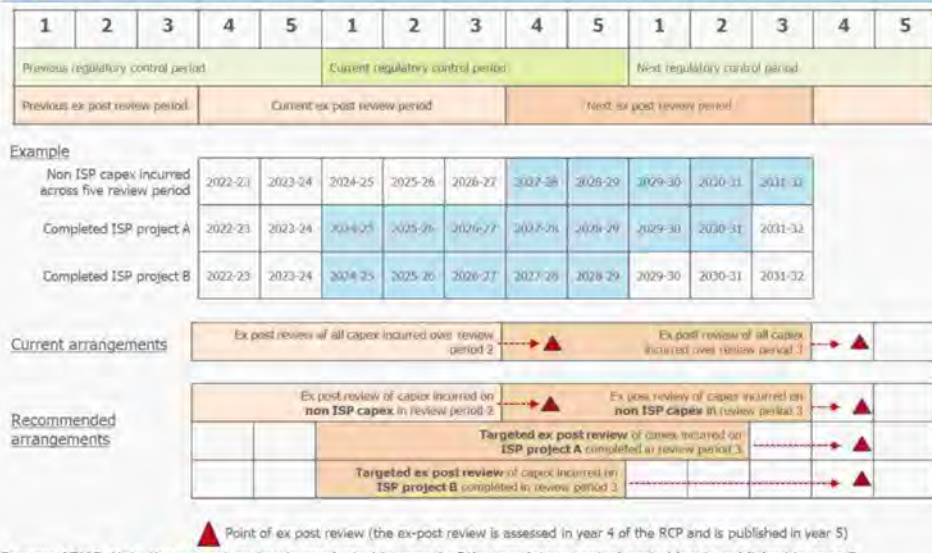 1 2 3 4 5 1 2 3 4 5 1 2 3 4 5
Previous regulatory control period Current regulatory control period Next regulatory control period
Previous ex post review period Current ex post review period Next ex post review period
Example
Non ISP capex incurred
across five review period
2022-23 2023-24 2024-25 2025-26 2026-27 2027-28 2028-29 2029-30 2030-31 2031-32
Completed ISP project A 2022-23 2023-24 2024-25 2025-26 2026-27 2027-28 2028-29 2029-30 2030-31 2031-32
Completed ISP project B 2022-23 2023-24 2024-25 2025-26 2026-27 2027-28 2028-29 2029-30 2030-31 2031-32
Current arrangements
Ex post review of all capex incurred over review
period 2
Ex post review of all capex
incurred over review period 3
Recommended
arrangements
Ex post review of capex incurred on
non ISP capex in review period 2
Ex post review of capex incurred on
non ISP capex in review period 3
Targeted ex post review of capex incurred on
ISP project A completed in review period 3
Targeted ex post review of capex incurred on
ISP project B completed in review period 3
Point of ex post review (the ex-post review is assessed in year 4 of the RCP and is published in year 5)